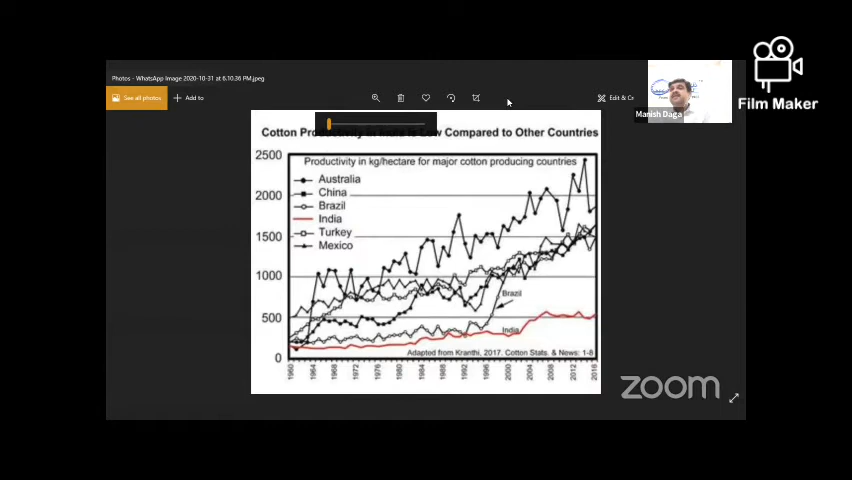 Photos - WhatsApp Image 2020-10-31 at 6.10.36 PM.jpeg
See all photos
Add to
Edit & Cr
Manish Daga
Film Maker
Cotton Productivity in India is Low Compared to Other Countries
Productivity in kg/hectare for major cotton producing countries
2500
2000
1500
1000
500
0
Australia
China
Brazil
India
Turkey
Mexico
Brazil
India
Adapted from Kranthi, 2017. Cotton Stats. & News: 1-8
1960
1964
1968
1972
1976
1980
1984
1988
1992
1996
2000
2004
2008
2012
2016
zoom